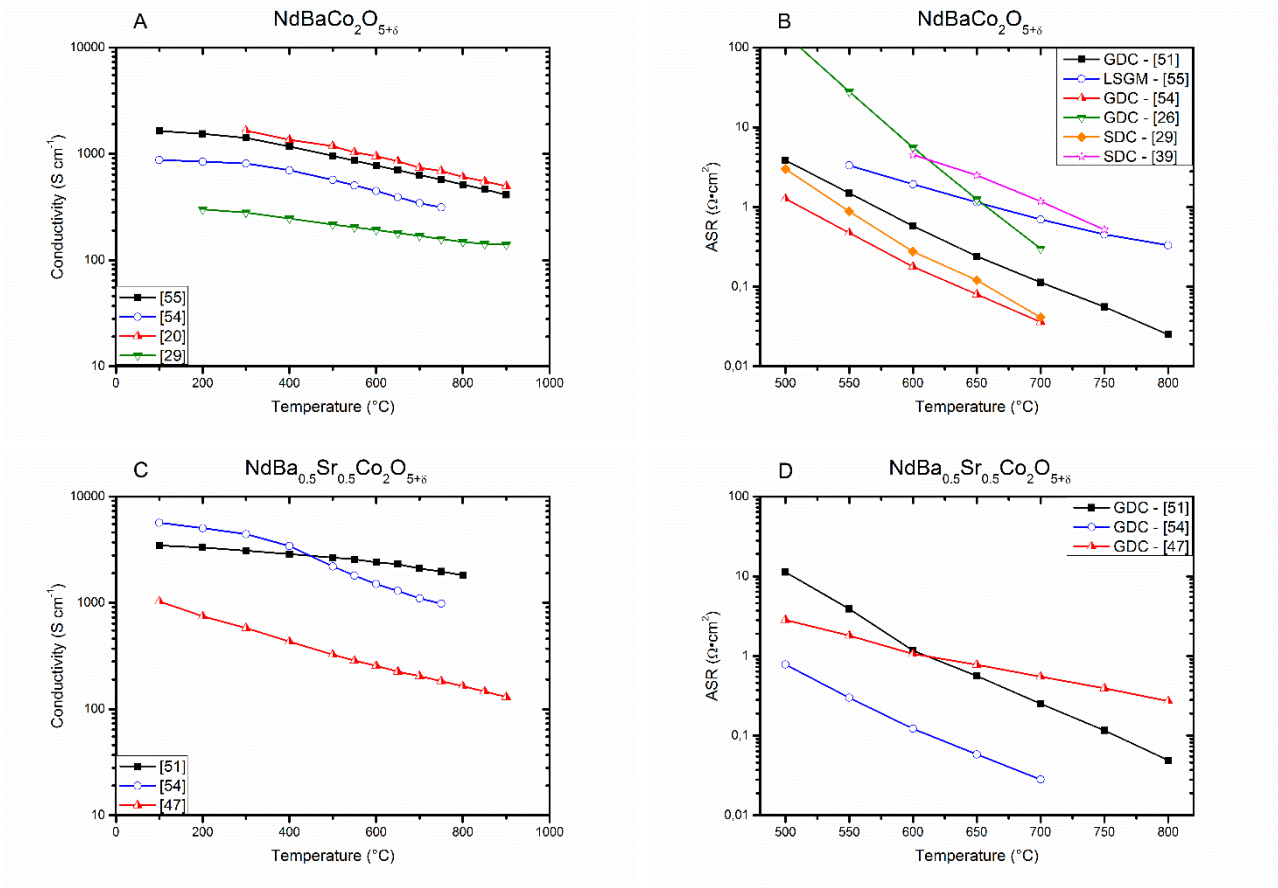 A
NdBaCo₂O₅₊δ
Conductivity (S cm⁻¹)
10000
1000
100
10
0 200 400 600 800 1000
Temperature (°C)
[55]
[54]
[20]
[29]
B
NdBaCo₂O₅₊δ
ASR (Ω•cm²)
100
10
1
0,1
0,01
500 550 600 650 700 750 800
Temperature (°C)
GDC - [51]
LSGM - [55]
GDC - [54]
GDC - [26]
SDC - [29]
SDC - [39]
C
NdBa₀.₅Sr₀.₅Co₂O₅₊δ
Conductivity (S cm⁻¹)
10000
1000
100
10
0 200 400 600 800 1000
Temperature (°C)
[51]
[54]
[47]
D
NdBa₀.₅Sr₀.₅Co₂O₅₊δ
ASR (Ω•cm²)
100
10
1
0,1
0,01
500 550 600 650 700 750 800
Temperature (°C)
GDC - [51]
GDC - [54]
GDC - [47]